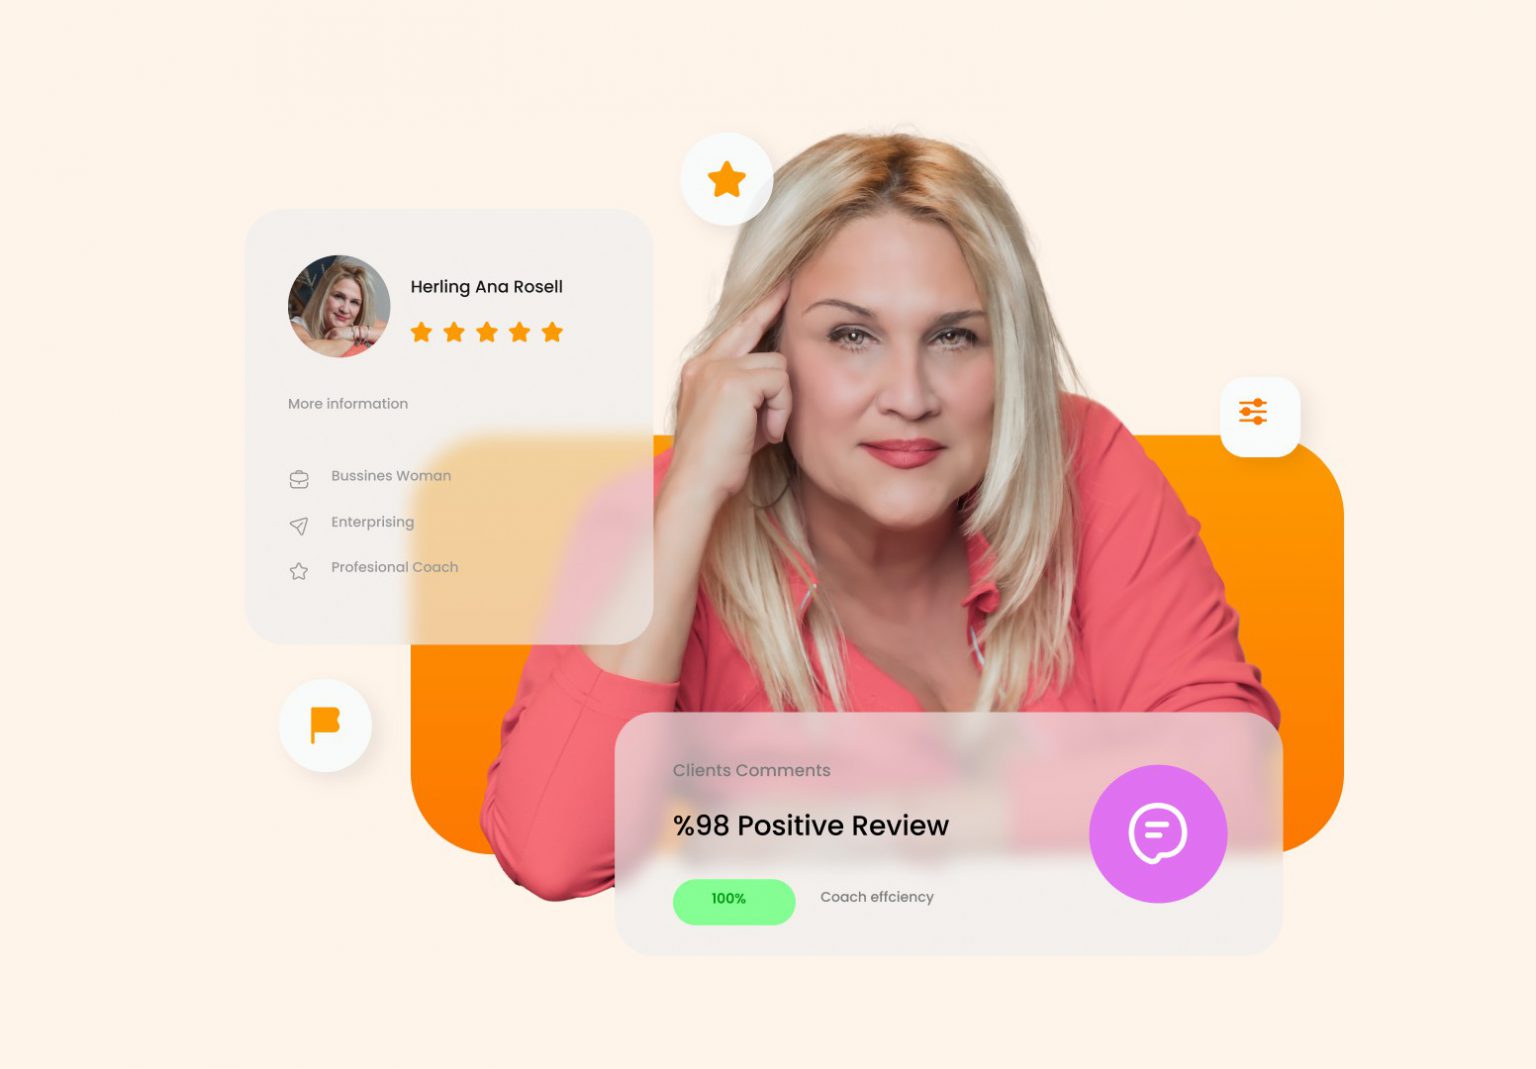 Herling Ana Rosell
More information
Bussines Woman
Enterprising
Profesional Coach
Clients Comments
%98 Positive Review
100%
Coach effciency